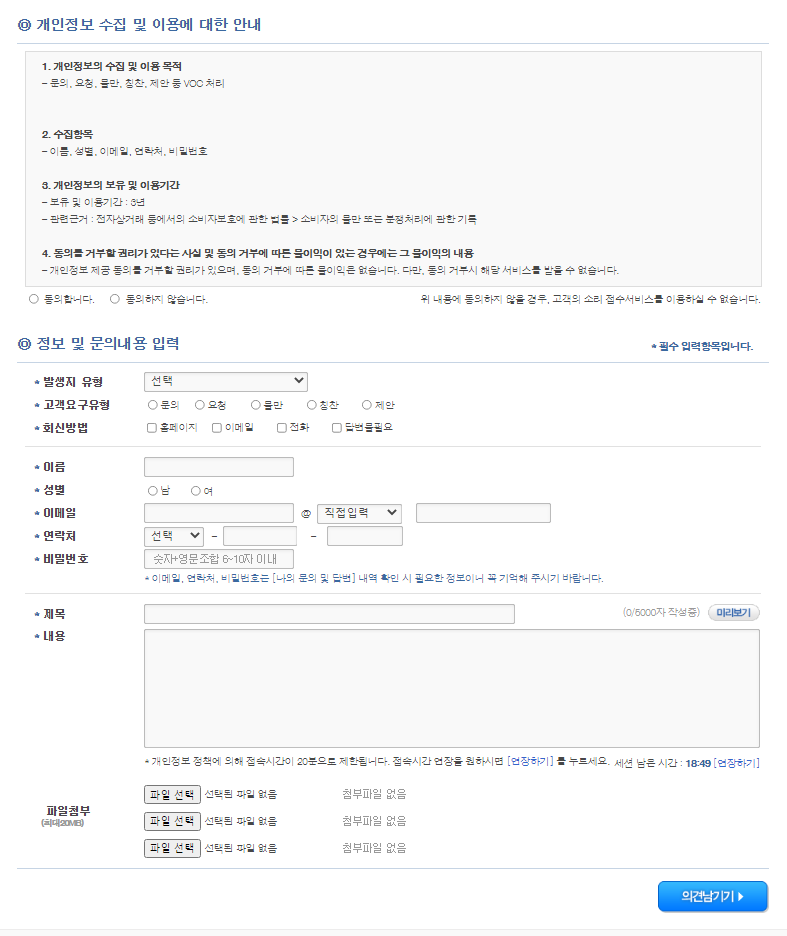 개인정보 수집 및 이용에 대한 안내
1. 개인정보의 수집 및 이용 목적
- 문의, 요청, 불만, 칭찬, 제안 등 VOC 처리
2. 수집항목
- 이름, 성별, 이메일, 연락처, 비밀번호
3. 개인정보의 보유 및 이용기간
- 보유 및 이용기간 : 3년
- 관련근거 : 전자상거래 등에서의 소비자보호에 관한 법률 > 소비자의 불만 또는 분쟁처리에 관한 기록
4. 동의를 거부할 권리가 있다는 사실 및 동의 거부에 따른 불이익이 있는 경우에는 그 불이익의 내용
- 개인정보 제공 동의를 거부할 권리가 있으며, 동의 거부에 따른 불이익은 없습니다. 다만, 동의 거부시 해당 서비스를 받을 수 없습니다.
동의합니다. 동의하지 않습니다. 위 내용에 동의하지 않을 경우, 고객의 소리 접수서비스를 이용하실 수 없습니다.
정보 및 문의내용 입력
* 필수 입력항목입니다.
* 발생지 유형 선택
* 고객요구유형 문의 요청 불만 칭찬 제안
* 회신방법 홈페이지 이메일 전화 답변불필요
* 이름
* 성별 남 여
* 이메일 @ 직접입력
* 연락처 선택 - -
* 비밀번호 숫자+영문조합 6~10자 이내
* 이메일, 연락처, 비밀번호는 [나의 문의 및 답변] 내역 확인 시 필요한 정보이니 꼭 기억해 주시기 바랍니다.
* 제목 (0/5000자 작성중) 미리보기
* 내용
* 개인정보 정책에 의해 접속시간이 20분으로 제한됩니다. 접속시간 연장을 원하시면 [연장하기] 를 누르세요. 세션 남은 시간 : 18:49 [연장하기]
파일 선택 선택된 파일 없음 첨부파일 없음
파일첨부
(최대20MB)
파일 선택 선택된 파일 없음 첨부파일 없음
파일 선택 선택된 파일 없음 첨부파일 없음
의견남기기